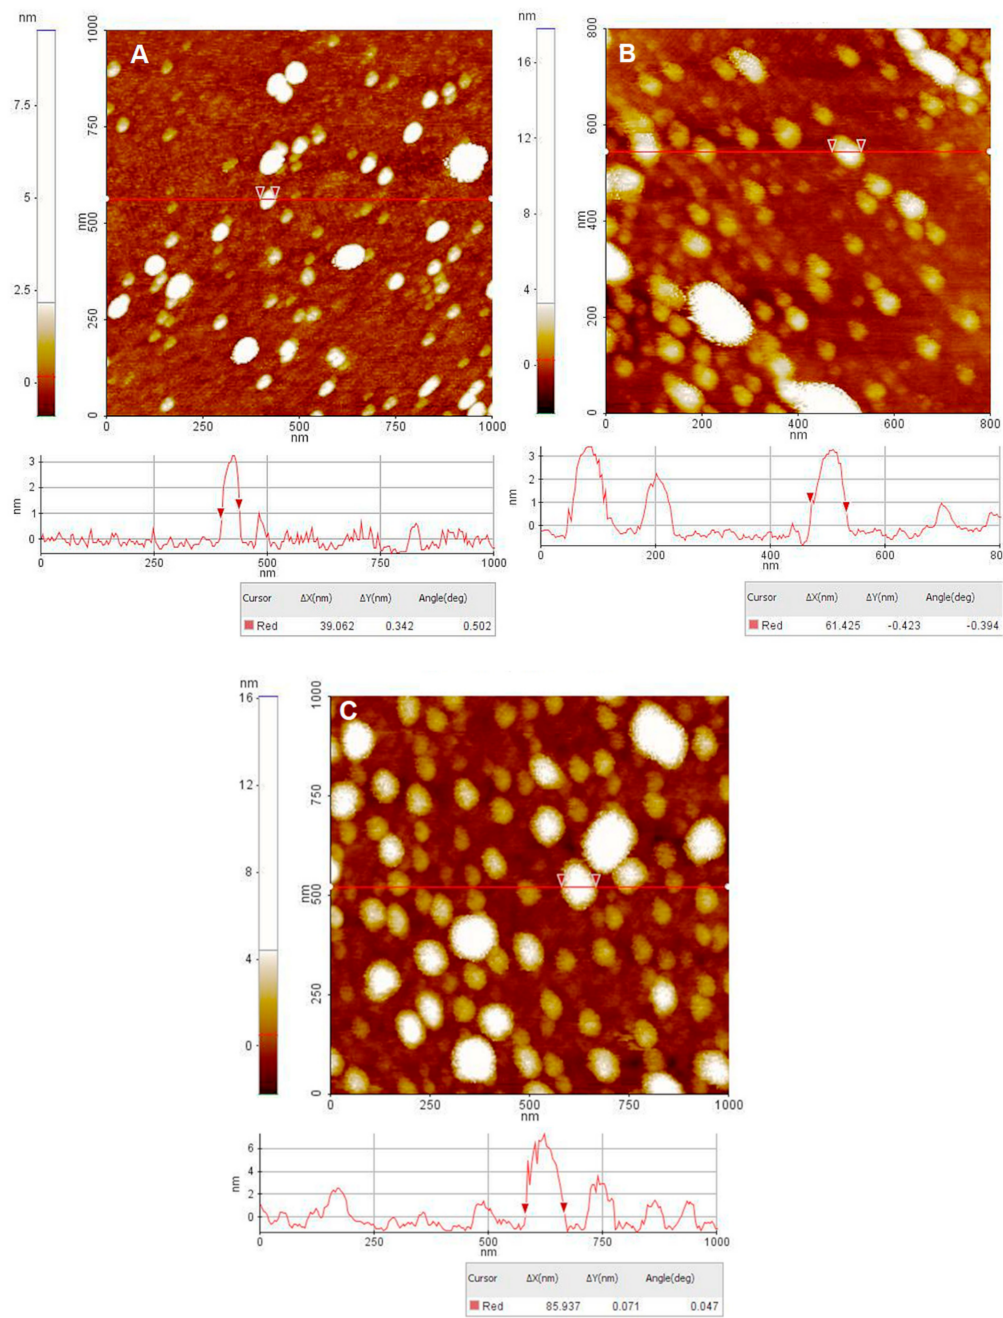 nm
7.5
5
2.5
0
A
1000
750
500
nm
250
0
0 250 500 750 1000
nm
nm
16
12
8
4
0
B
800
600
400
nm
200
0
0 200 400 600 800
nm
3
2
1
0
nm
0 250 500 750 1000
nm
Cursor ΔX(nm) ΔY(nm) Angle(deg)
Red 39.062 0.342 0.502
3
2
1
0
nm
0 200 400 600 80
nm
Cursor ΔX(nm) ΔY(nm) Angle(deg)
Red 61.425 -0.423 -0.394
nm
16
12
8
4
0
C
1000
750
500
nm
250
0
0 250 500 750 1000
nm
6
4
2
0
nm
0 250 500 750 1000
nm
Cursor ΔX(nm) ΔY(nm) Angle(deg)
Red 85.937 0.071 0.047